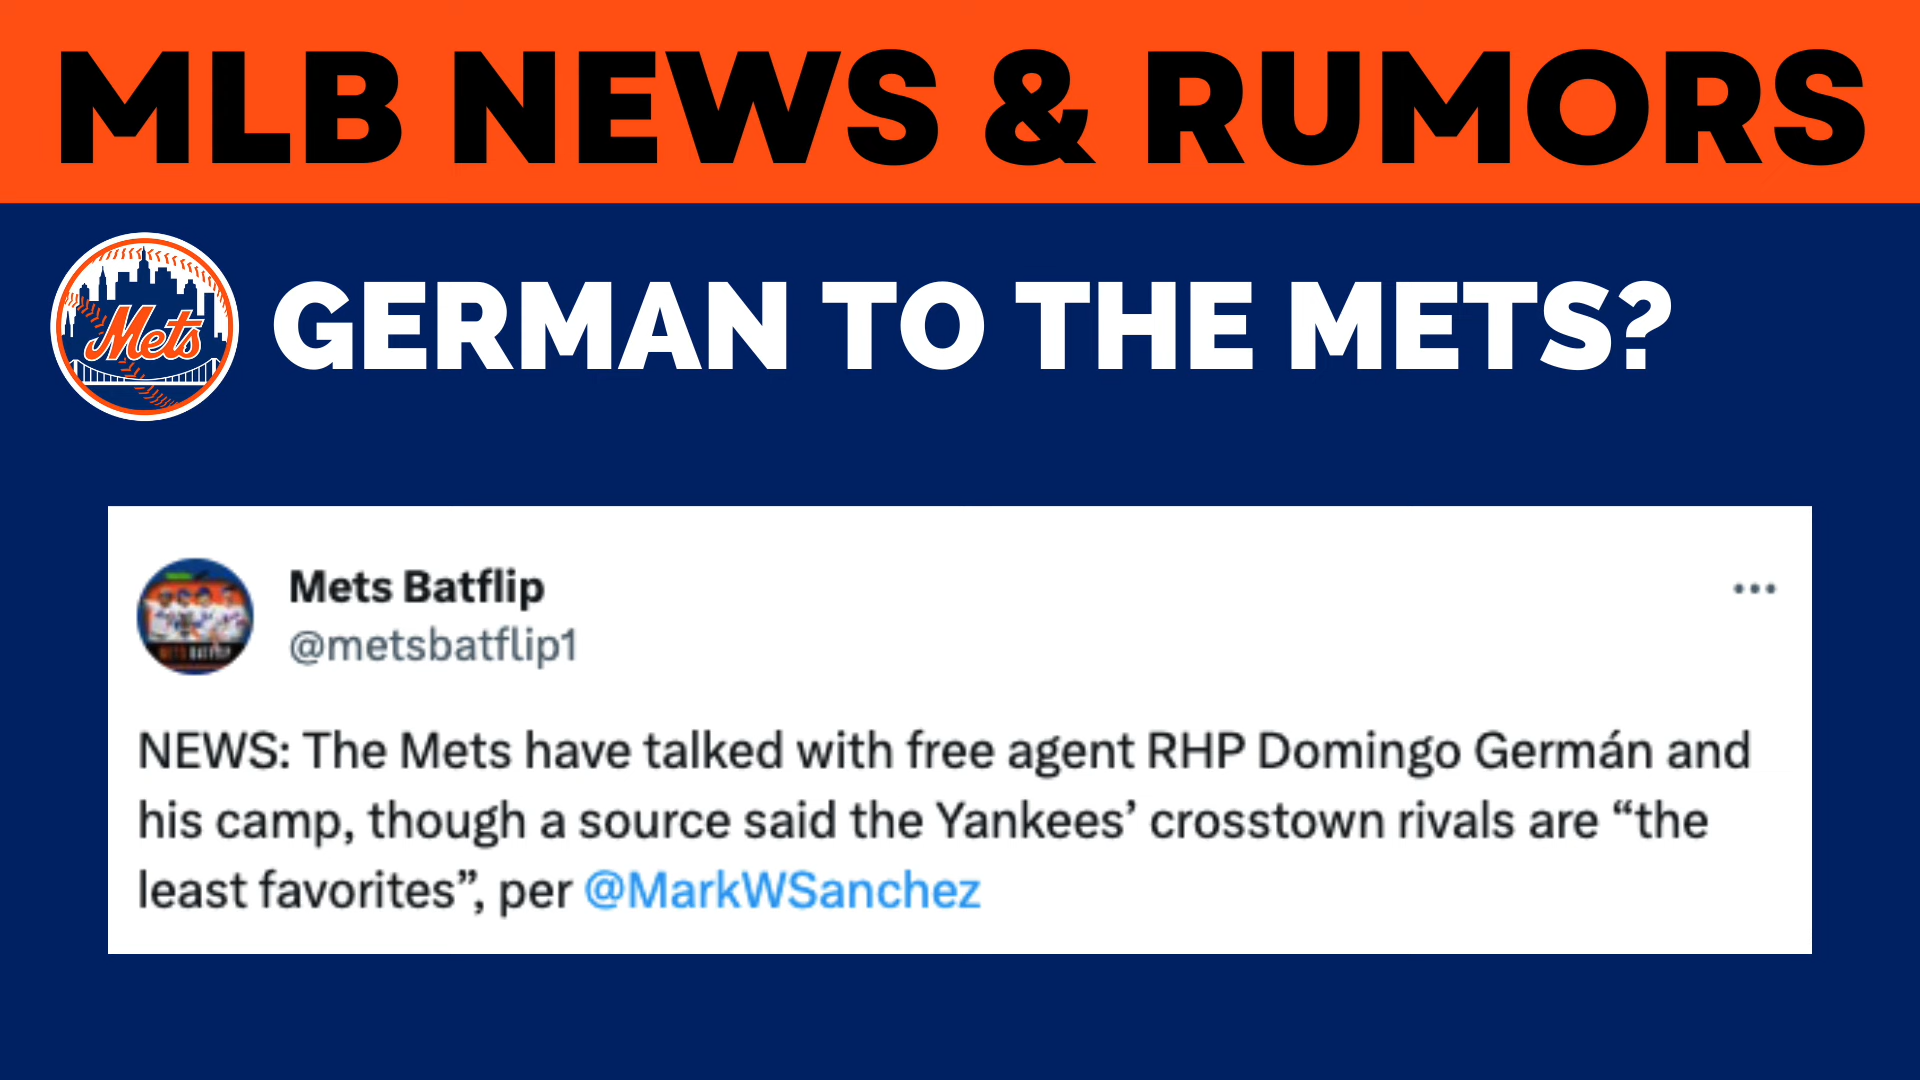 MLB NEWS & RUMORS
Mets
GERMAN TO THE METS?
Mets Batflip
@metsbatflip1
NEWS: The Mets have talked with free agent RHP Domingo Germán and
his camp, though a source said the Yankees’ crosstown rivals are “the
least favorites”, per @MarkWSanchez